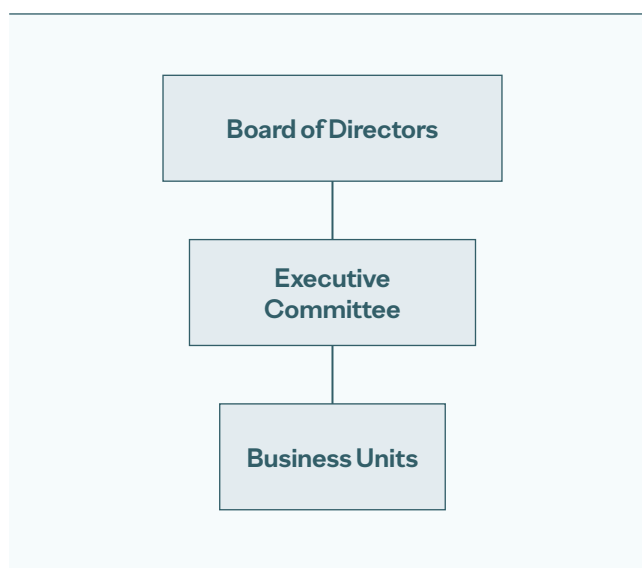 Board of Directors
Executive
Committee
Business Units